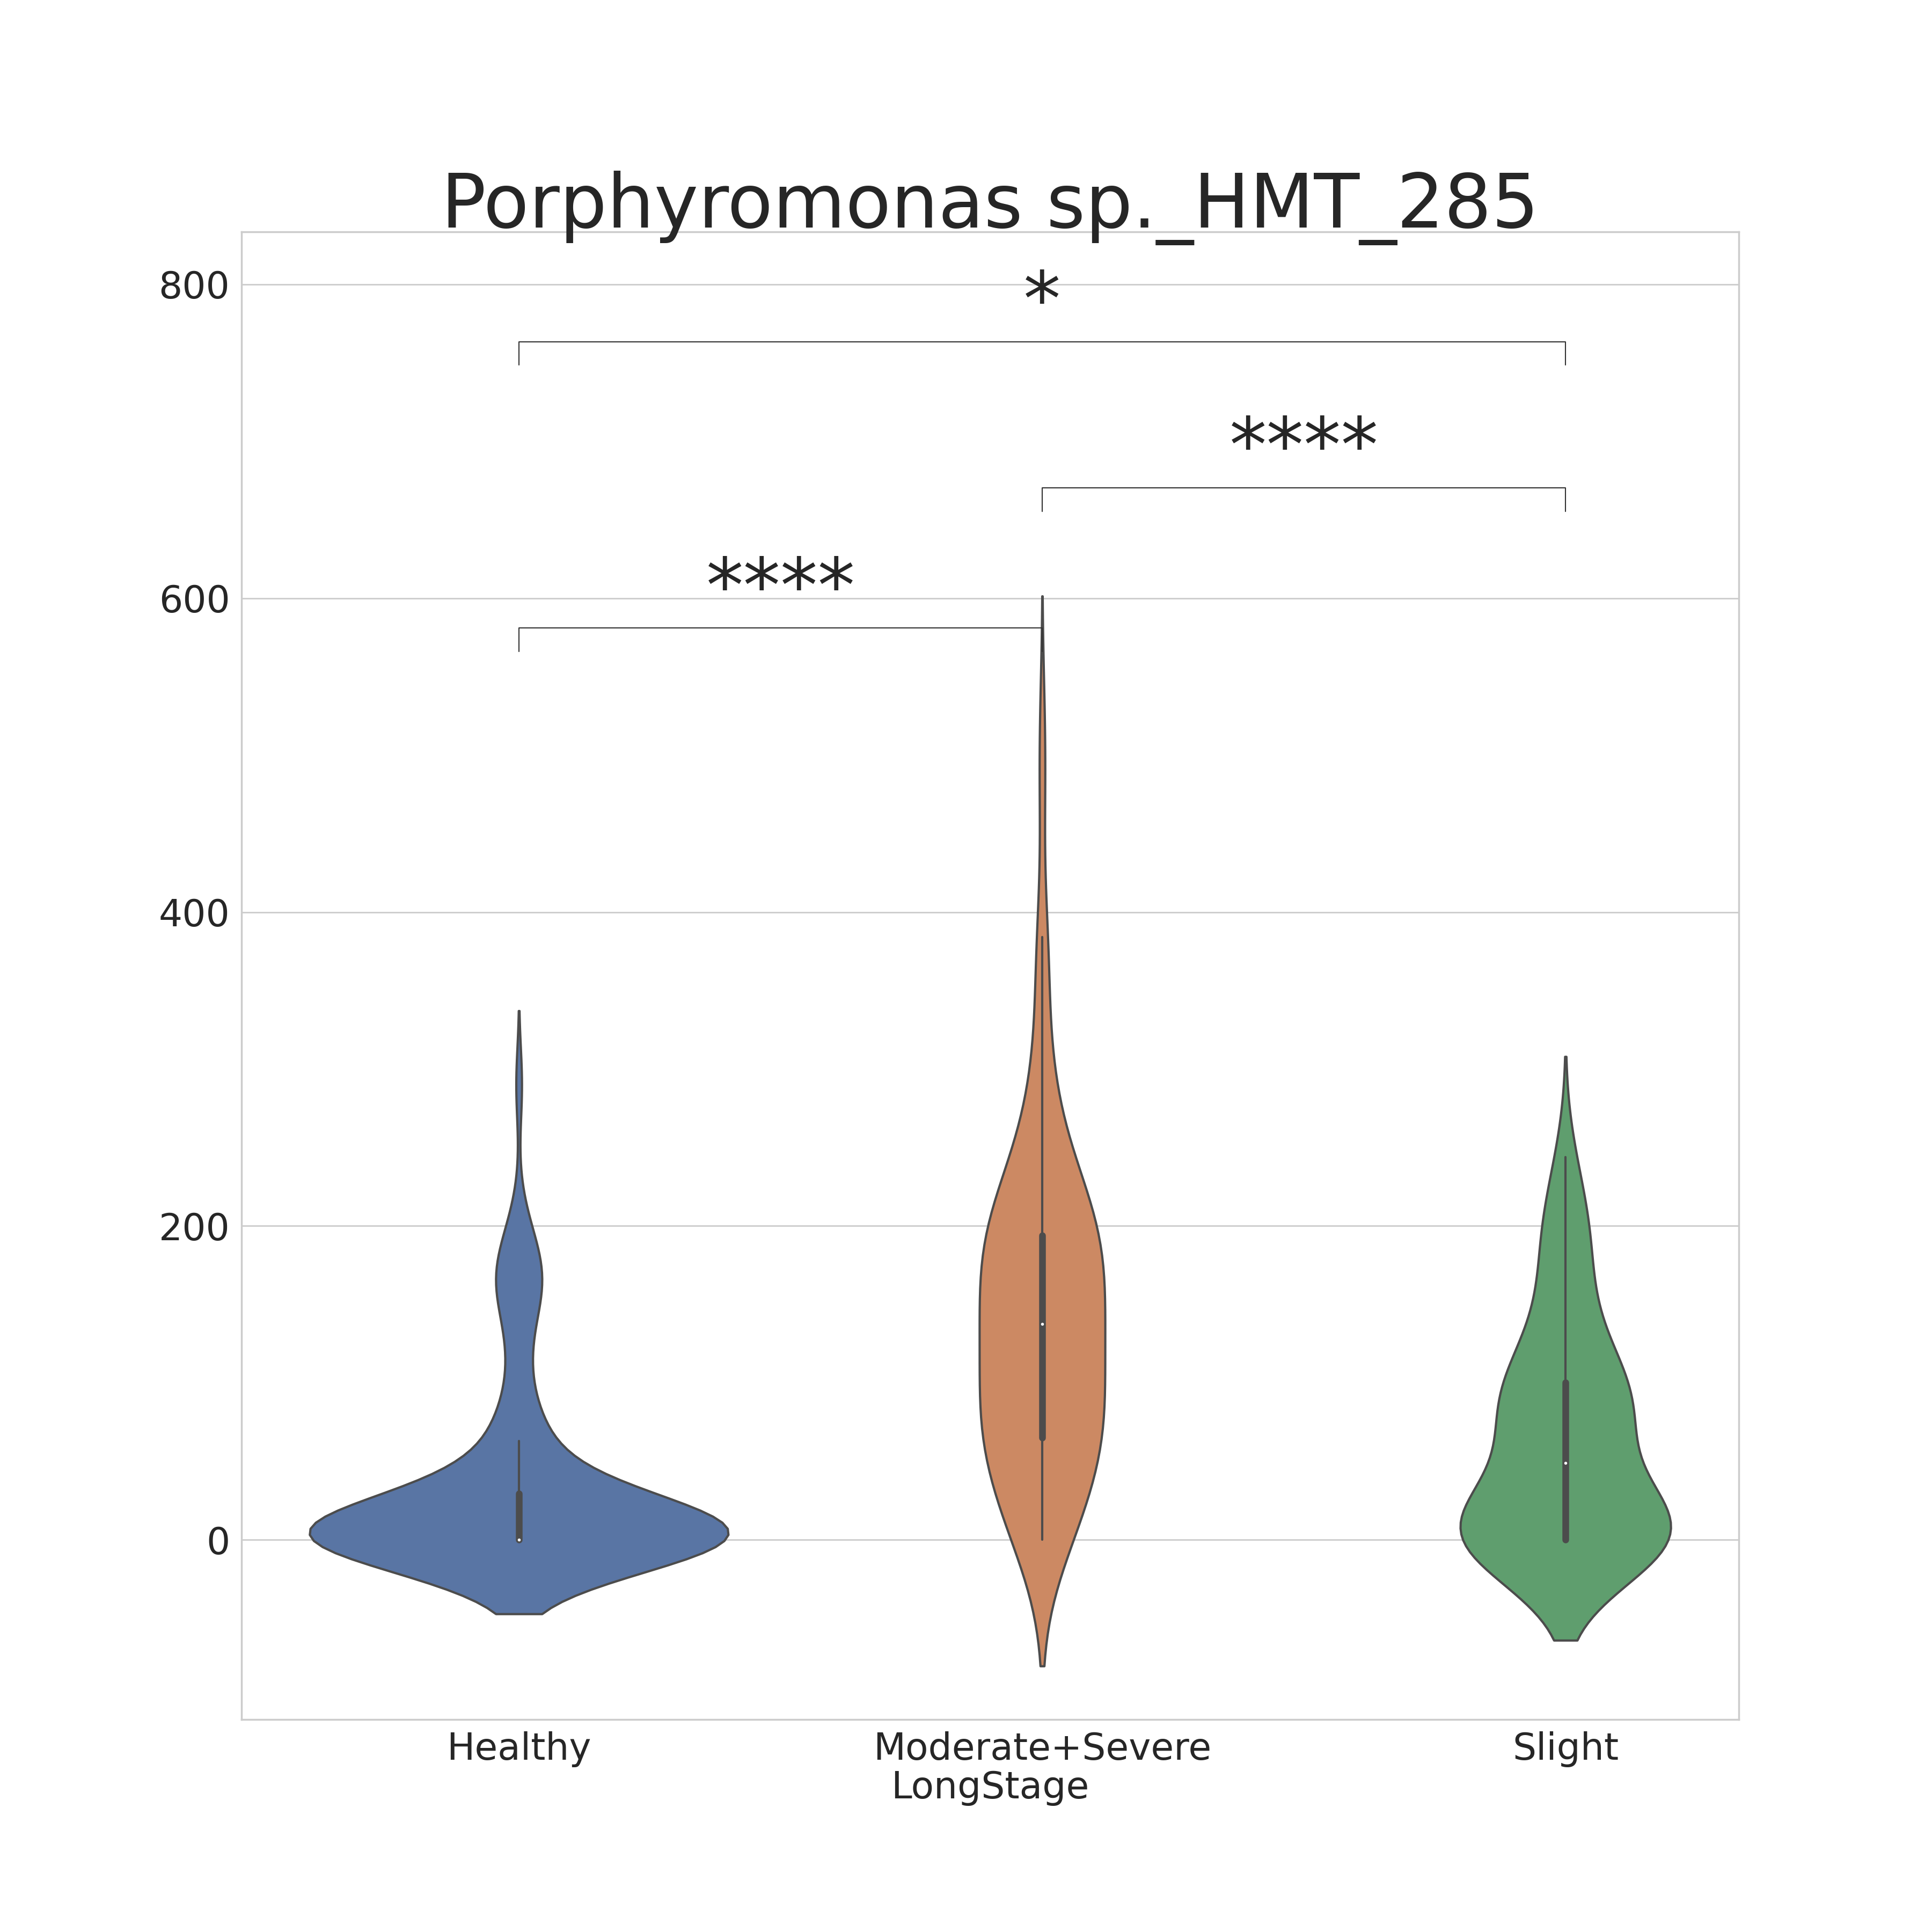 Porphyromonas sp._HMT_285
800
*
****
600
****
400
200
0
Healthy Moderate+Severe Slight
LongStage